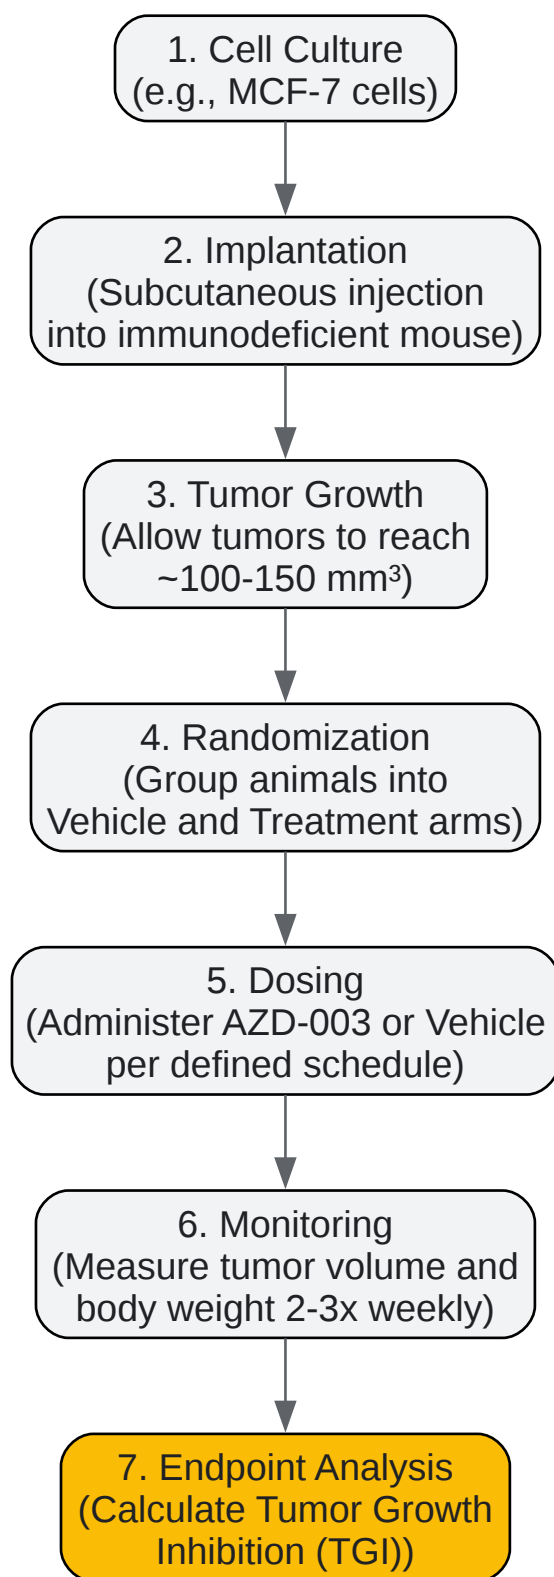 1. Cell Culture
(e.g., MCF-7 cells)
2. Implantation
(Subcutaneous injection
into immunodeficient mouse)
3. Tumor Growth
(Allow tumors to reach
~100-150 mm³)
4. Randomization
(Group animals into
Vehicle and Treatment arms)
5. Dosing
(Administer AZD-003 or Vehicle
per defined schedule)
6. Monitoring
(Measure tumor volume and
body weight 2-3x weekly)
7. Endpoint Analysis
(Calculate Tumor Growth
Inhibition (TGI))